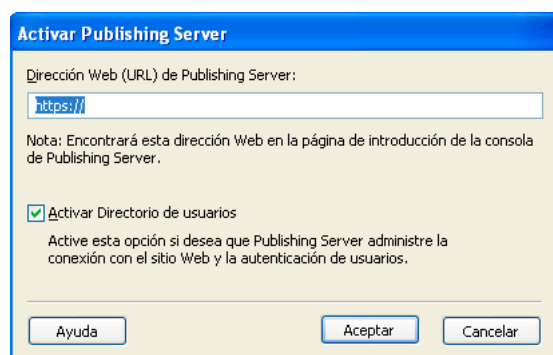 Activar Publishing Server
Dirección Web (URL) de Publishing Server:
https://
Nota: Encontrará esta dirección Web en la página de introducción de la consola
de Publishing Server.
Activar Directorio de usuarios
Active esta opción si desea que Publishing Server administre la
conexión con el sitio Web y la autenticación de usuarios.
Ayuda
Aceptar
Cancelar